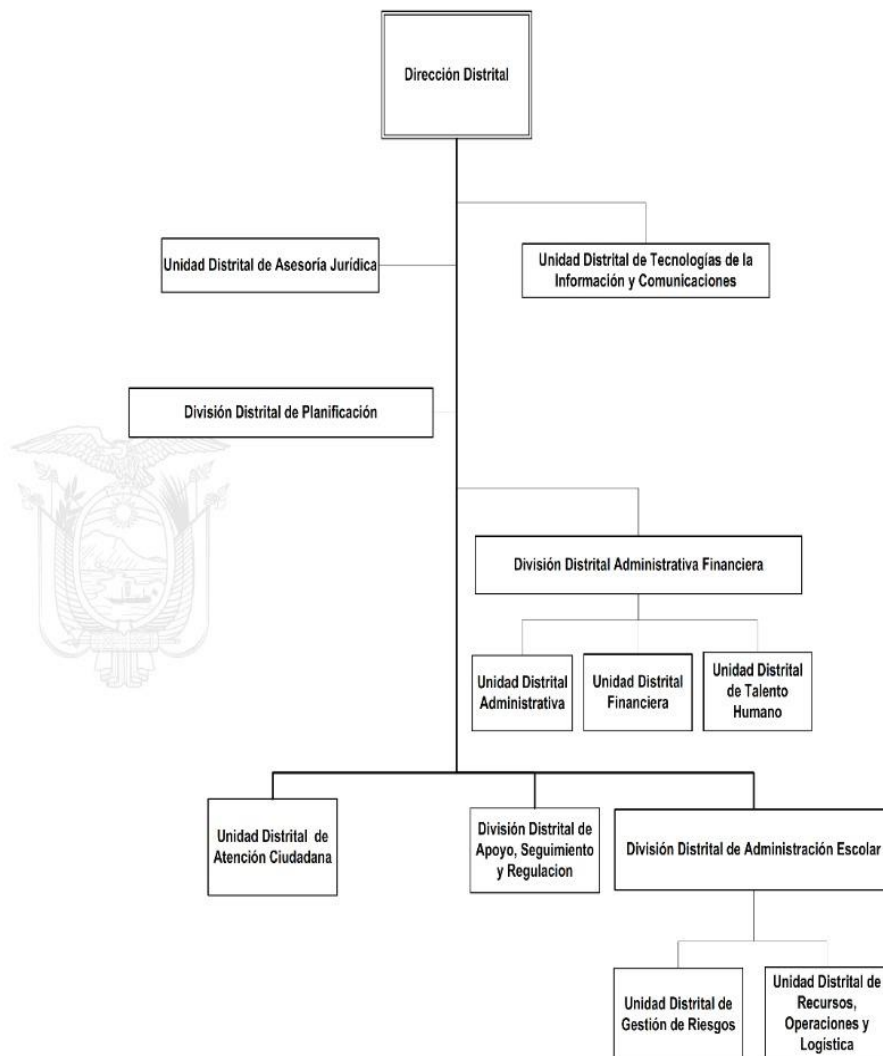 Dirección Distrital
Unidad Distrital de Asesoría Jurídica
Unidad Distrital de Tecnologías de la
Información y Comunicaciones
División Distrital de Planificación
División Distrital Administrativa Financiera
Unidad Distrital
Administrativa
Unidad Distrital
Financiera
Unidad Distrital
de Talento
Humano
Unidad Distrital de
Atención Ciudadana
División Distrital de
Apoyo, Seguimiento
y Regulacion
División Distrital de Administración Escolar
Unidad Distrital de
Gestión de Riesgos
Unidad Distrital de
Recursos,
Operaciones y
Logística